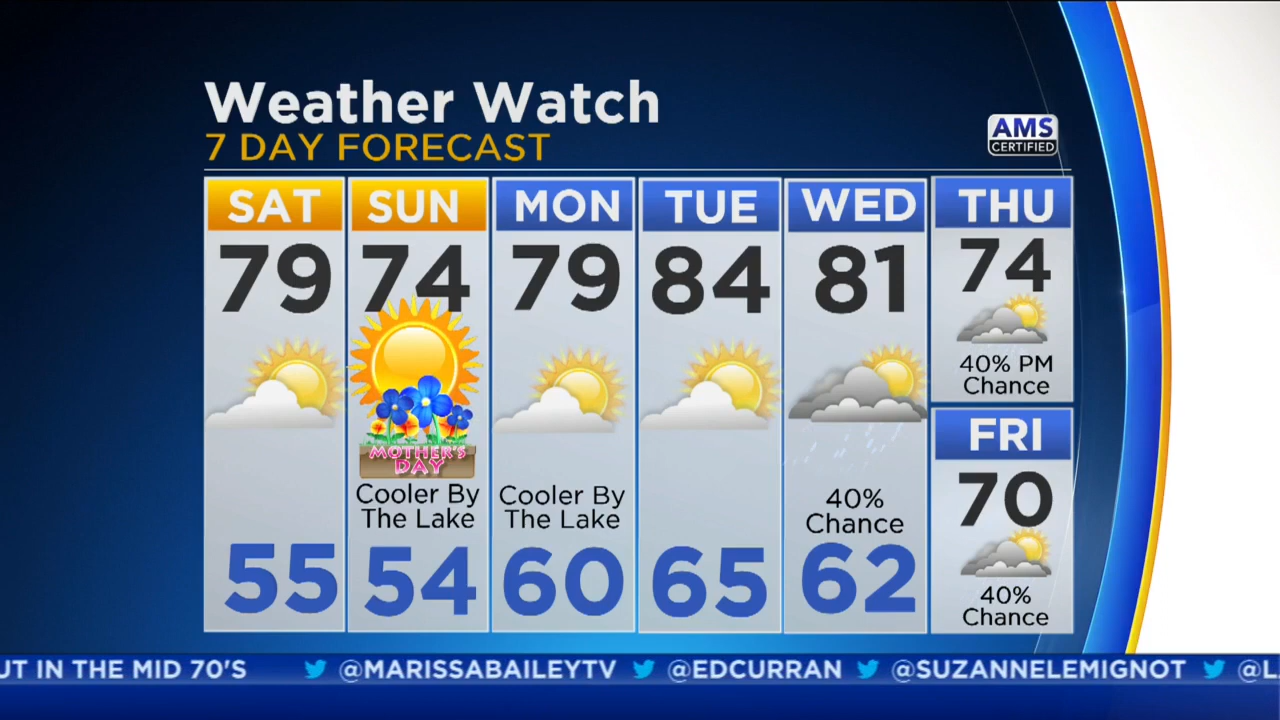 Weather Watch
7 DAY FORECAST
AMS
CERTIFIED
SAT
79
55
SUN
74
MOTHER'S
DAY
Cooler By
The Lake
54
MON
79
Cooler By
The Lake
60
TUE
84
65
WED
81
40%
Chance
62
THU
74
40% PM
Chance
FRI
70
40%
Chance
UT IN THE MID 70'S @MARISSABAILEYTV @EDCURRAN @SUZANNELEMIGNOT @L